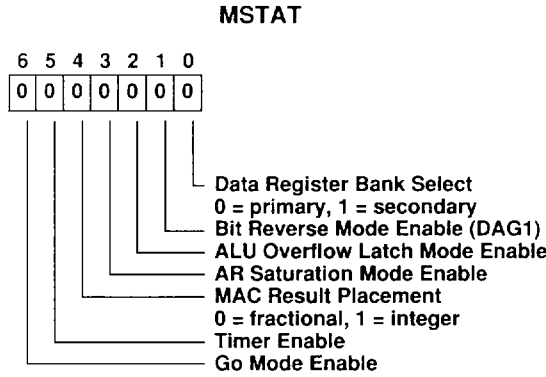 MSTAT
6 5 4 3 2 1 0
0 0 0 0 0 0 0
Data Register Bank Select
0 = primary, 1 = secondary
Bit Reverse Mode Enable (DAG1)
ALU Overflow Latch Mode Enable
AR Saturation Mode Enable
MAC Result Placement
0 = fractional, 1 = integer
Timer Enable
Go Mode Enable